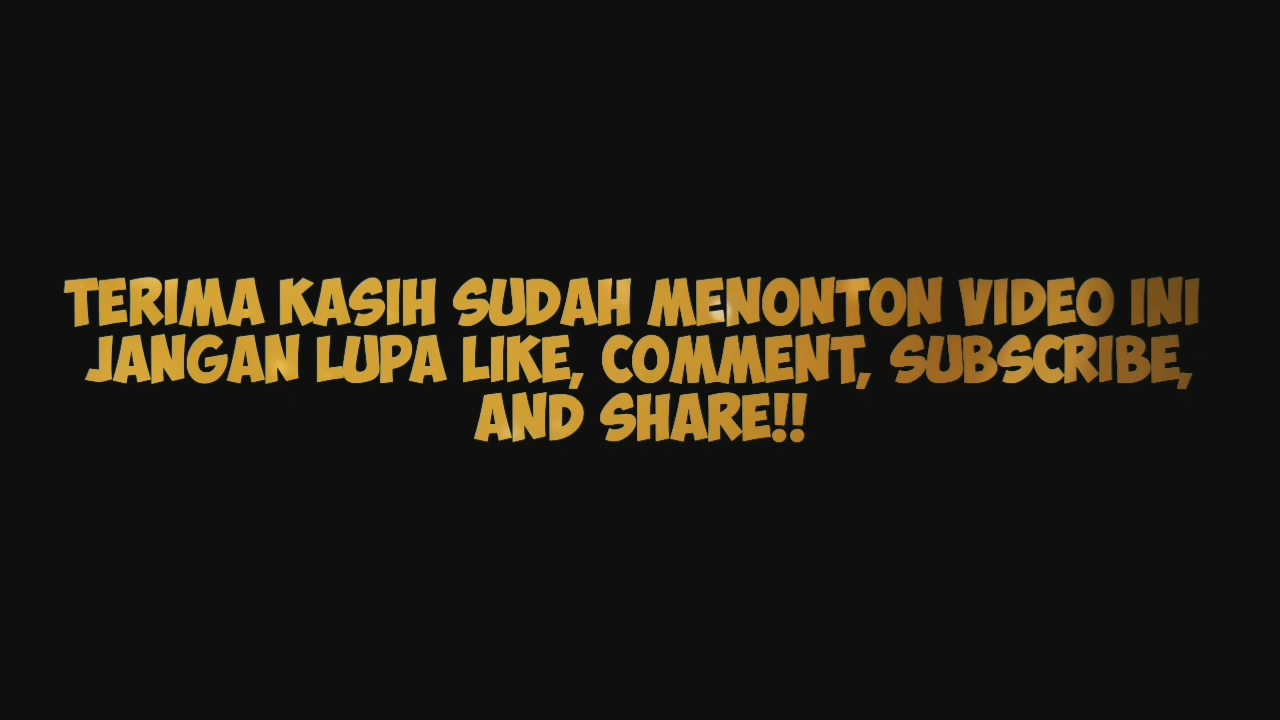 TERIMA KASIH SUDAH MENONTON VIDEO INI
JANGAN LUPA LIKE, COMMENT, SUBSCRIBE,
AND SHARE!!